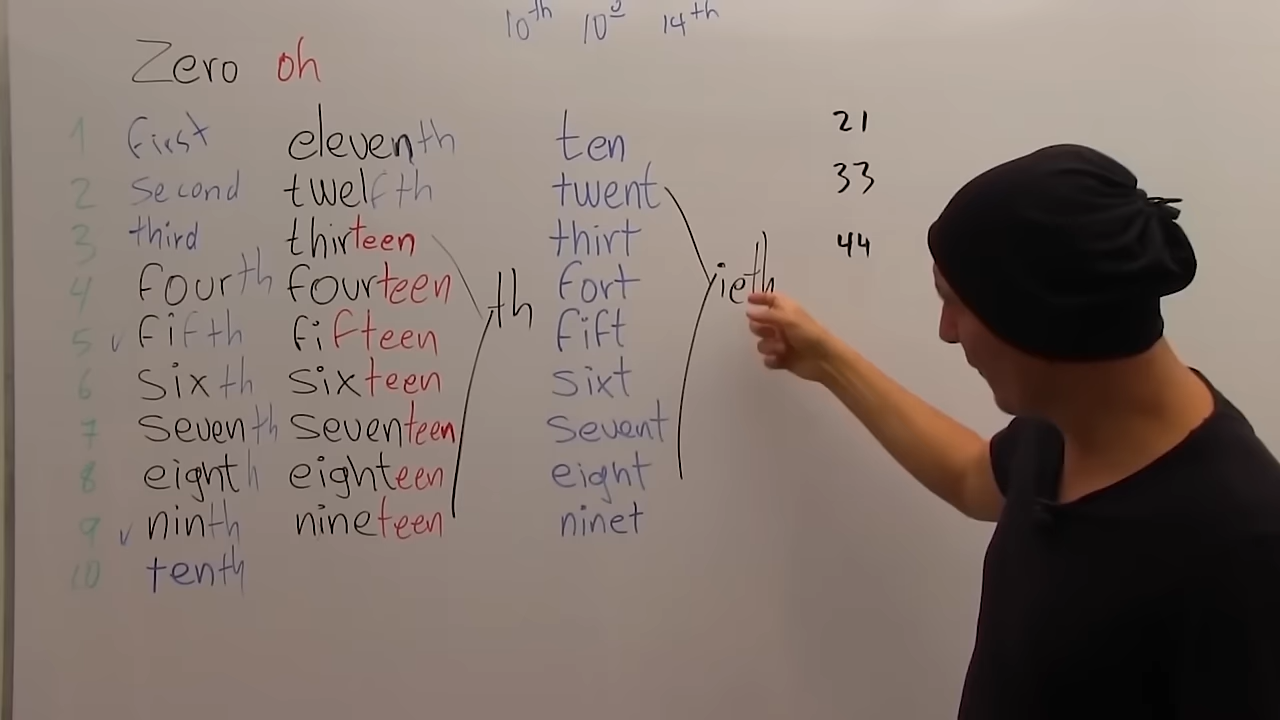 10th 10º 14th
Zero oh
1 first eleventh ten 21
2 second twelfth twent 33
3 third thirteen thirt 44
4 fourth fourteen th fort ieth
5 fifth fifteen fift
6 sixth sixteen sixt
7 seventh seventeen sevent
8 eighth eighteen eight
9 ninth nineteen ninet
10 tenth